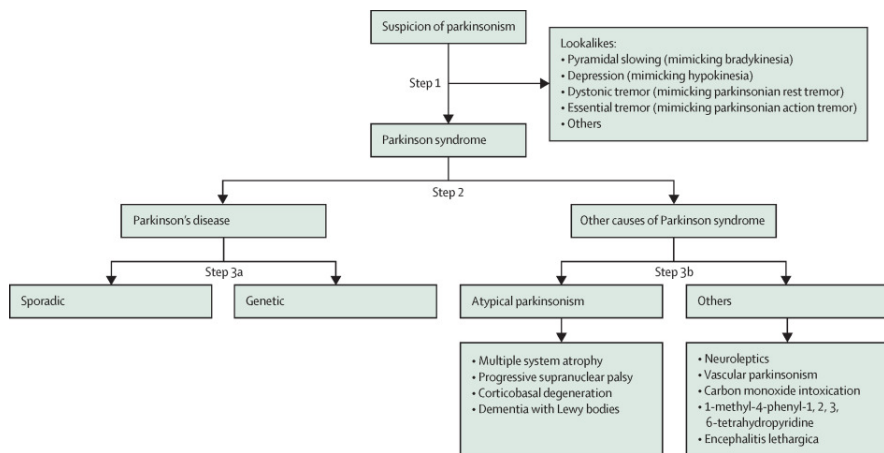 Suspicion of parkinsonism
Lookalikes:
• Pyramidal slowing (mimicking bradykinesia)
• Depression (mimicking hypokinesia)
• Dystonic tremor (mimicking parkinsonian rest tremor)
• Essential tremor (mimicking parkinsonian action tremor)
• Others
Step 1
Parkinson syndrome
Step 2
Parkinson's disease
Other causes of Parkinson syndrome
Step 3a
Step 3b
Sporadic
Genetic
Atypical parkinsonism
Others
• Multiple system atrophy
• Progressive supranuclear palsy
• Corticobasal degeneration
• Dementia with Lewy bodies
• Neuroleptics
• Vascular parkinsonism
• Carbon monoxide intoxication
• 1-methyl-4-phenyl-1, 2, 3,
6-tetrahydropyridine
• Encephalitis lethargica